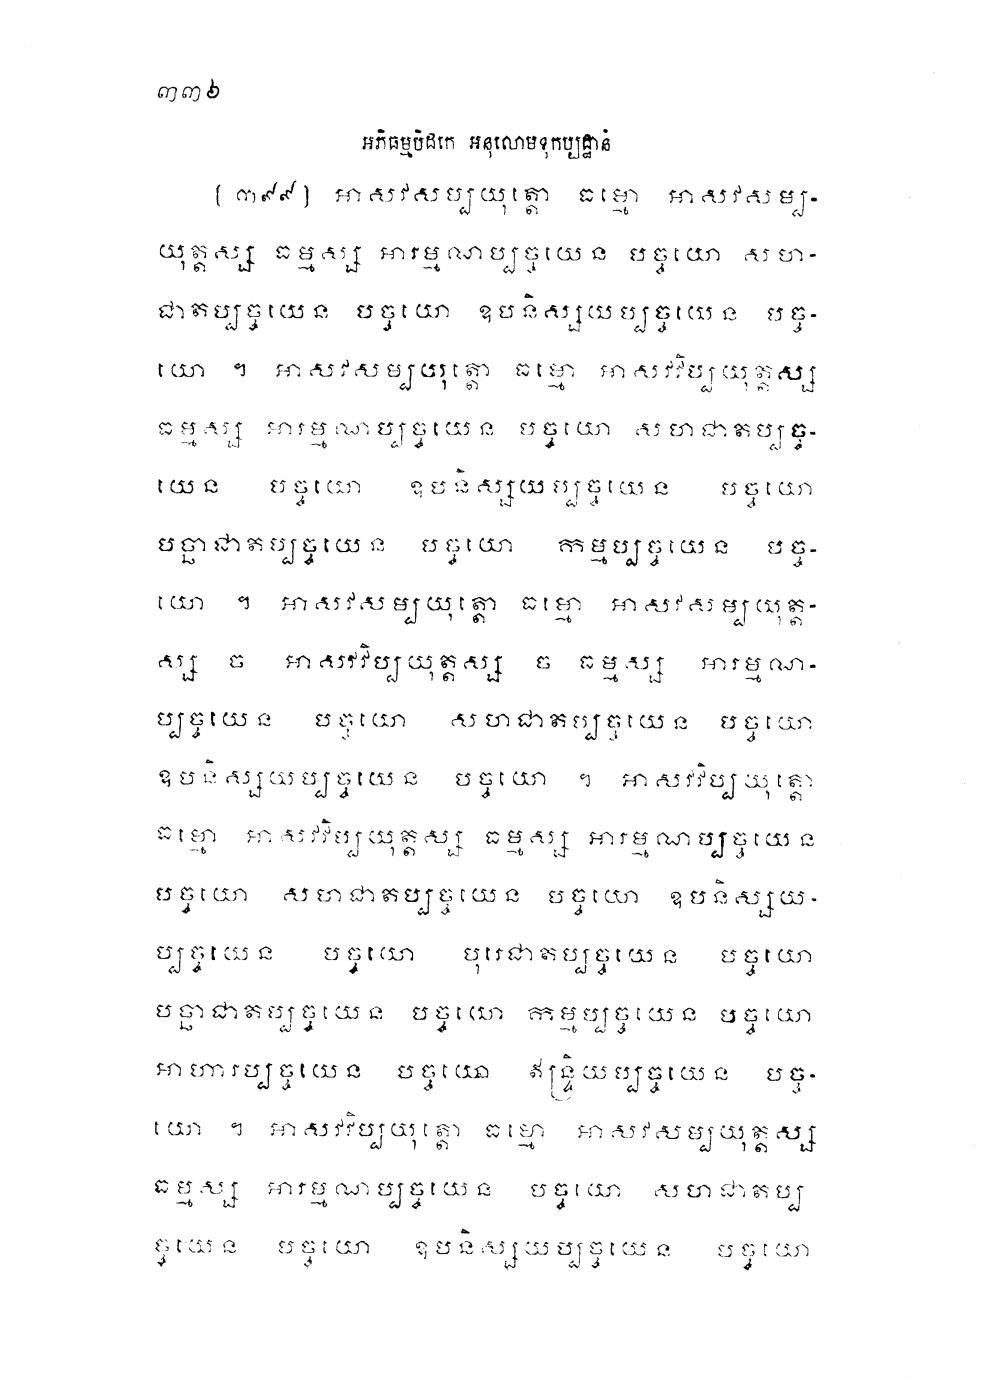 ៣៣៦
អភិធម្មបិដកេ អនុលោមទុកប្បដ្ឋានំ
[៣៩៩] អាសវសម្បយុត្តោ ធម្មោ អាសវសម្ប-
យុត្តស្ស ធម្មស្ស អារម្មណប្បច្ចយេន បច្ចយោ សហ-
ជាតប្បច្ចយេន បច្ចយោ ឧបនិស្សយប្បច្ចយេន បច្ច-
យោ ។ អាសវសម្បយុត្តោ ធម្មោ អាសវវិប្បយុត្តស្ស
ធម្មស្ស អារម្មណប្បច្ចយេន បច្ចយោ សហជាតប្បច្ច-
យេន បច្ចយោ ឧបនិស្សយប្បច្ចយេន បច្ចយោ
បច្ឆាជាតប្បច្ចយេន បច្ចយោ កម្មប្បច្ចយេន បច្ច-
យោ ។ អាសវសម្បយុត្តោ ធម្មោ អាសវសម្បយុត្ត-
ស្ស ច អាសវវិប្បយុត្តស្ស ច ធម្មស្ស អារម្មណ-
ប្បច្ចយេន បច្ចយោ សហជាតប្បច្ចយេន បច្ចយោ
ឧបនិស្សយប្បច្ចយេន បច្ចយោ ។ អាសវវិប្បយុត្តោ
ធម្មោ អាសវវិប្បយុត្តស្ស ធម្មស្ស អារម្មណប្បច្ចយេន
បច្ចយោ សហជាតប្បច្ចយេន បច្ចយោ ឧបនិស្សយ-
ប្បច្ចយេន បច្ចយោ បុរេជាតប្បច្ចយេន បច្ចយោ
បច្ឆាជាតប្បច្ចយេន បច្ចយោ កម្មប្បច្ចយេន បច្ចយោ
អាហារប្បច្ចយេន បច្ចយោ ឥន្ទ្រិយប្បច្ចយេន បច្ច-
យោ ។ អាសវវិប្បយុត្តោ ធម្មោ អាសវសម្បយុត្តស្ស
ធម្មស្ស អារម្មណប្បច្ចយេន បច្ចយោ សហជាតប្ប
ច្ចយេន បច្ចយោ ឧបនិស្សយប្បច្ចយេន បច្ចយោ